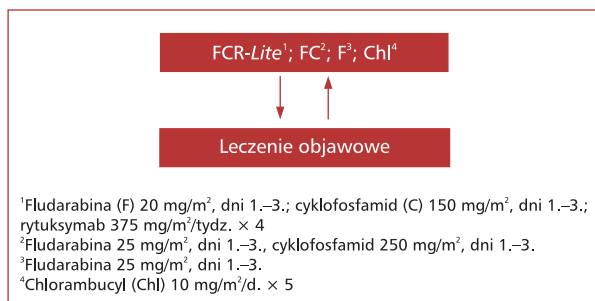 FCR-Lite¹; FC²; F³; Chl⁴
Leczenie objawowe
¹Fludarabina (F) 20 mg/m², dni 1.–3.; cyklofosfamid (C) 150 mg/m², dni 1.–3.;
rytuksymab 375 mg/m²/tydz. × 4
²Fludarabina 25 mg/m², dni 1.–3., cyklofosfamid 250 mg/m², dni 1.–3.
³Fludarabina 25 mg/m², dni 1.–3.
⁴Chlorambucyl (Chl) 10 mg/m²/d. × 5